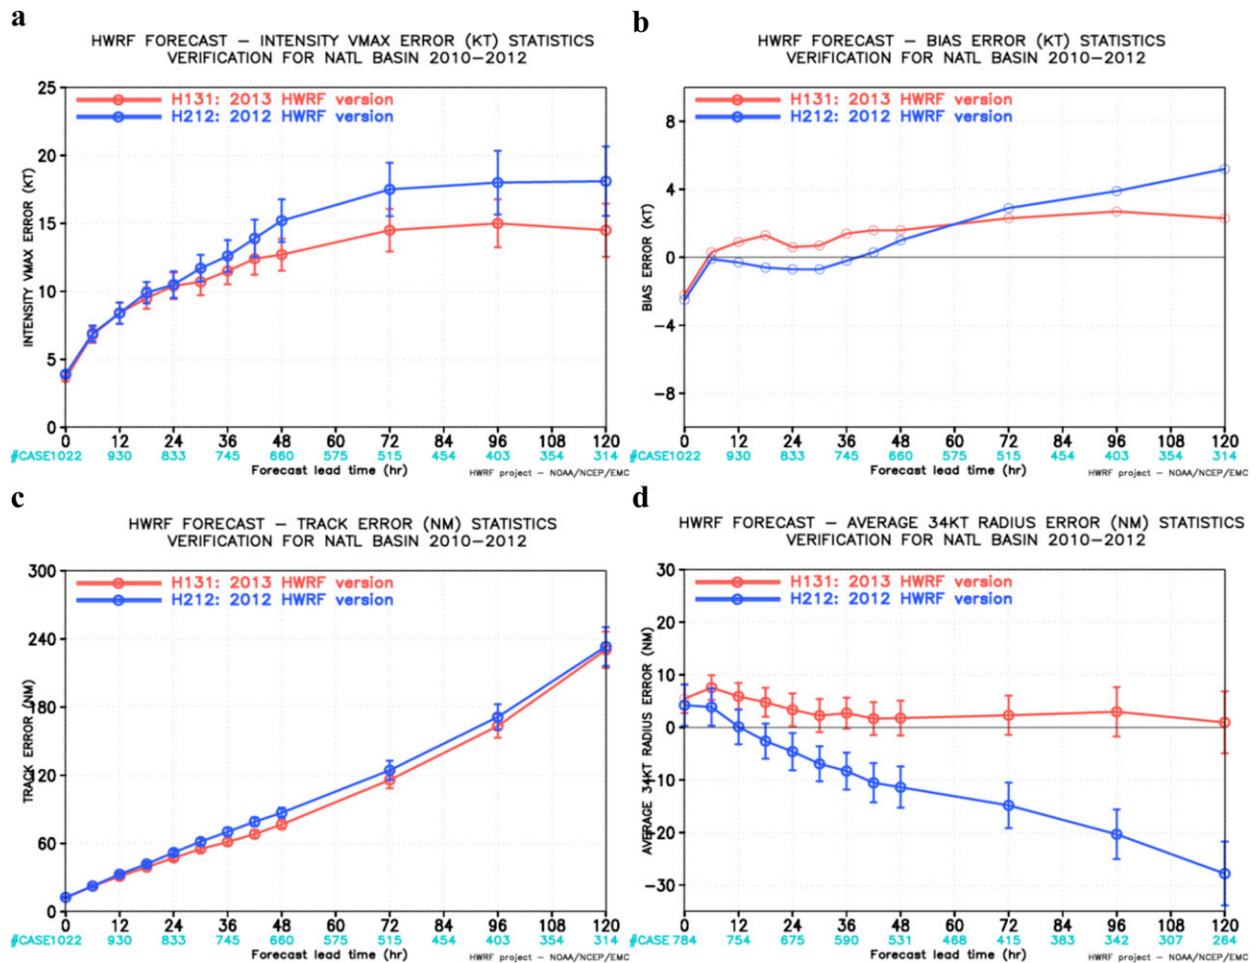 a
HWRF FORECAST – INTENSITY VMAX ERROR (KT) STATISTICS
VERIFICATION FOR NATL BASIN 2010–2012
H131: 2013 HWRF version
H212: 2012 HWRF version
INTENSITY VMAX ERROR (KT)
25
20
15
10
5
0
0 12 24 36 48 60 72 84 96 108 120
#CASE1022 930 833 745 660 575 515 454 403 354 314
Forecast lead time (hr)
HWRF project – NOAA/NCEP/EMC
b
HWRF FORECAST – BIAS ERROR (KT) STATISTICS
VERIFICATION FOR NATL BASIN 2010–2012
H131: 2013 HWRF version
H212: 2012 HWRF version
BIAS ERROR (KT)
8
4
0
−4
−8
0 12 24 36 48 60 72 84 96 108 120
#CASE1022 930 833 745 660 575 515 454 403 354 314
Forecast lead time (hr)
HWRF project – NOAA/NCEP/EMC
c
HWRF FORECAST – TRACK ERROR (NM) STATISTICS
VERIFICATION FOR NATL BASIN 2010–2012
H131: 2013 HWRF version
H212: 2012 HWRF version
TRACK ERROR (NM)
300
240
180
120
60
0
0 12 24 36 48 60 72 84 96 108 120
#CASE1022 930 833 745 660 575 515 454 403 354 314
Forecast lead time (hr)
HWRF project – NOAA/NCEP/EMC
d
HWRF FORECAST – AVERAGE 34KT RADIUS ERROR (NM) STATISTICS
VERIFICATION FOR NATL BASIN 2010–2012
H131: 2013 HWRF version
H212: 2012 HWRF version
AVERAGE 34KT RADIUS ERROR (NM)
30
20
10
0
−10
−20
−30
0 12 24 36 48 60 72 84 96 108 120
#CASE 784 754 675 590 531 468 415 383 342 307 264
Forecast lead time (hr)
HWRF project – NOAA/NCEP/EMC